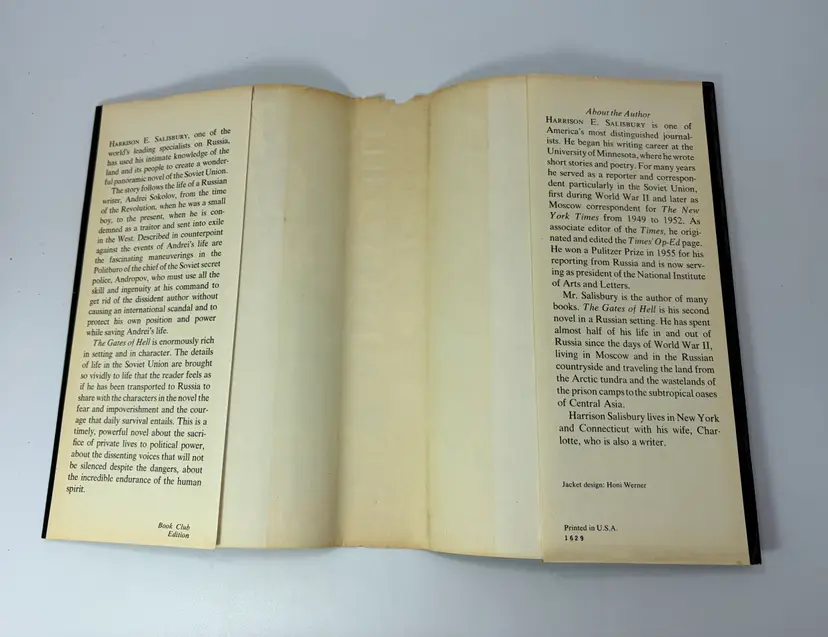 HARRISON E. SALISBURY, one of the
world's leading specialists on Russia,
has used his intimate knowledge of the
land and its people to create a wonder-
ful panoramic novel of the Soviet Union.
The story follows the life of a Russian
writer, Andrei Sokolov, from the time
of the Revolution, when he was a small
boy, to the present, when he is con-
demned as a traitor and sent into exile
in the West. Described in counterpoint
against the events of Andrei's life are
the fascinating maneuverings in the
Politburo of the chief of the Soviet secret
police, Andropov, who must use all the
skill and ingenuity at his command to
get rid of the dissident author without
causing an international scandal and to
protect his own position and power
while saving Andrei's life.
The Gates of Hell is enormously rich
in setting and in character. The details
of life in the Soviet Union are brought
so vividly to life that the reader feels as
if he has been transported to Russia to
share with the characters in the novel the
fear and impoverishment and the cour-
age that daily survival entails. This is a
timely, powerful novel about the sacri-
fice of private lives to political power,
about the dissenting voices that will not
be silenced despite the dangers, about
the incredible endurance of the human
spirit.
Book Club
Edition
About the Author
HARRISON E. SALISBURY is one of
America's most distinguished journal-
ists. He began his writing career at the
University of Minnesota, where he wrote
short stories and poetry. For many years
he served as a reporter and correspon-
dent particularly in the Soviet Union,
first during World War II and later as
Moscow correspondent for The New
York Times from 1949 to 1952. As
associate editor of the Times, he origi-
nated and edited the Times' Op-Ed page.
He won a Pulitzer Prize in 1955 for his
reporting from Russia and is now serv-
ing as president of the National Institute
of Arts and Letters.
Mr. Salisbury is the author of many
books. The Gates of Hell is his second
novel in a Russian setting. He has spent
almost half of his life in and out of
Russia since the days of World War II,
living in Moscow and in the Russian
countryside and traveling the land from
the Arctic tundra and the wastelands of
the prison camps to the subtropical oases
of Central Asia.
Harrison Salisbury lives in New York
and Connecticut with his wife, Char-
lotte, who is also a writer.
Jacket design: Honi Werner
Printed in U.S.A.
1629